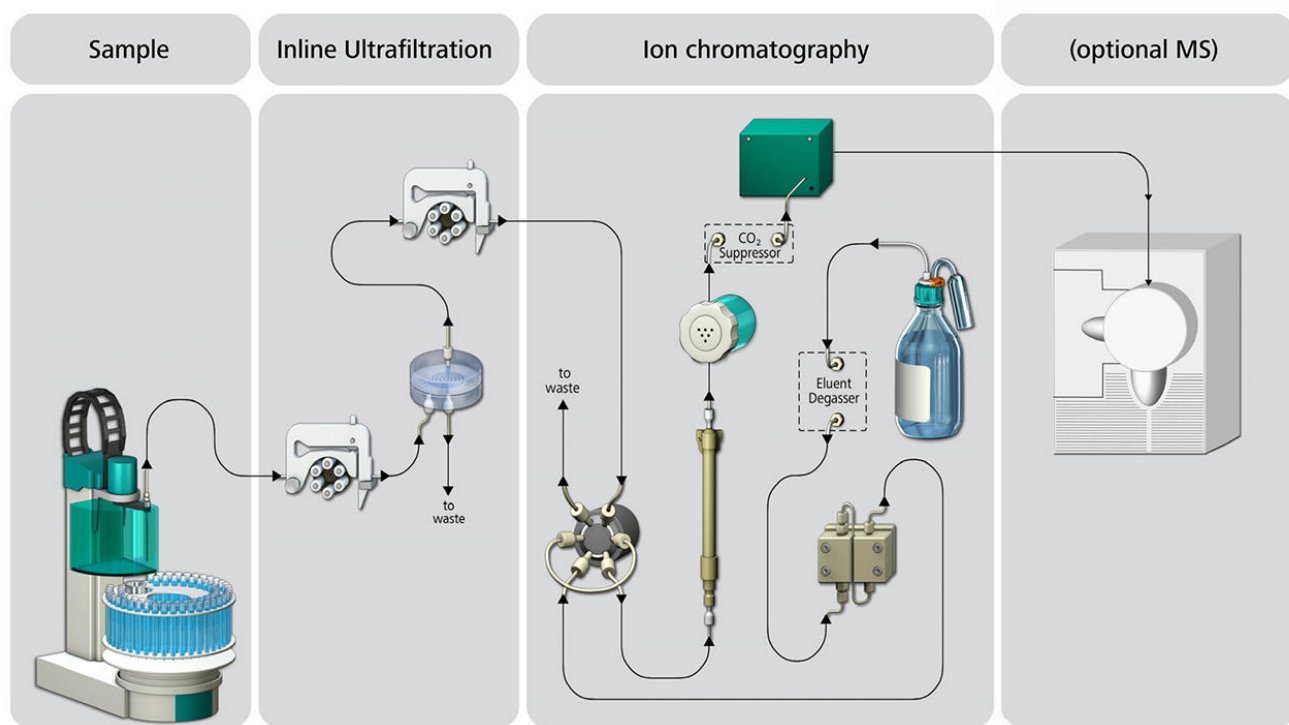 Sample
Inline Ultrafiltration
Ion chromatography
(optional MS)
CO₂
Suppressor
to
waste
Eluent
Degasser
to
waste